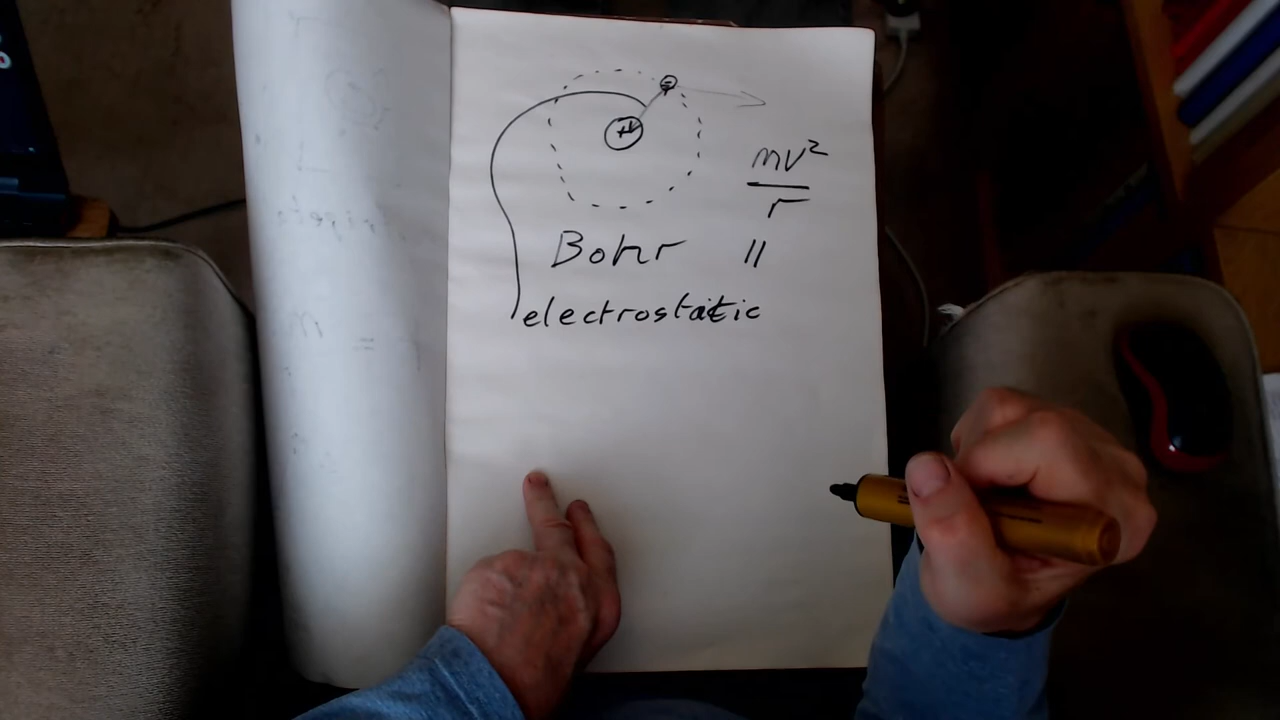 -
+
mv²
r
Bohr =
electrostatic